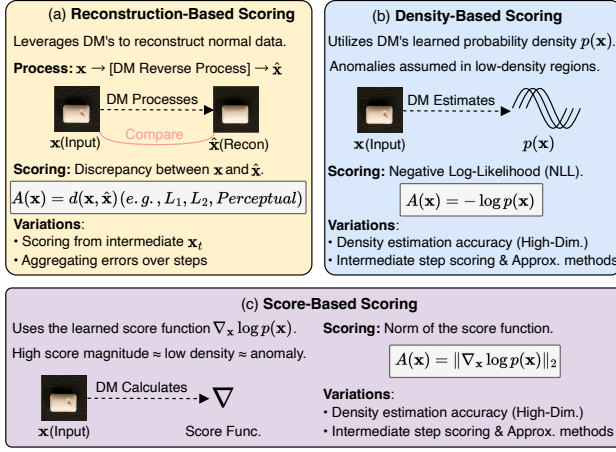 (a) Reconstruction-Based Scoring
Leverages DM's to reconstruct normal data.
Process: x → [DM Reverse Process] → x̂
DM Processes
Compare
x(Input)
x̂(Recon)
Scoring: Discrepancy between x and x̂.
A(x) = d(x, x̂)(e.g., L₁, L₂, Perceptual)
Variations:
• Scoring from intermediate xₜ
• Aggregating errors over steps
(b) Density-Based Scoring
Utilizes DM's learned probability density p(x).
Anomalies assumed in low-density regions.
DM Estimates
x(Input)
p(x)
Scoring: Negative Log-Likelihood (NLL).
A(x) = − log p(x)
Variations:
• Density estimation accuracy (High-Dim.)
• Intermediate step scoring & Approx. methods
(c) Score-Based Scoring
Uses the learned score function ∇ₓ log p(x).
High score magnitude ≈ low density ≈ anomaly.
DM Calculates
∇
x(Input)
Score Func.
Scoring: Norm of the score function.
A(x) = ‖∇ₓ log p(x)‖₂
Variations:
• Density estimation accuracy (High-Dim.)
• Intermediate step scoring & Approx. methods